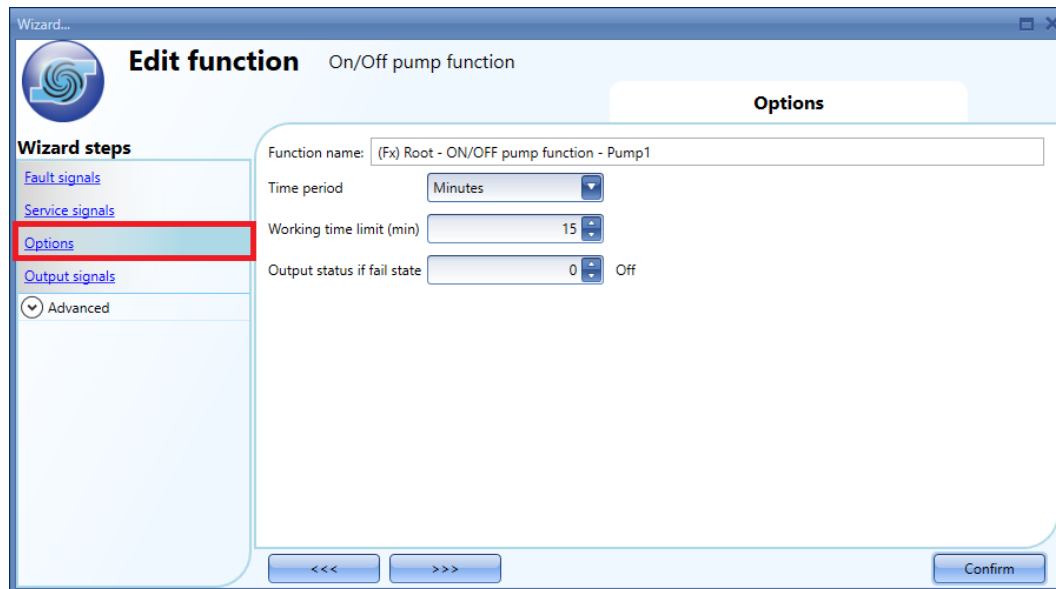 Wizard...
Edit function On/Off pump function
Options
Wizard steps
Fault signals
Service signals
Options
Output signals
Advanced
Function name: (Fx) Root - ON/OFF pump function - Pump1
Time period Minutes
Working time limit (min) 15
Output status if fail state 0 Off
<<< >>> Confirm